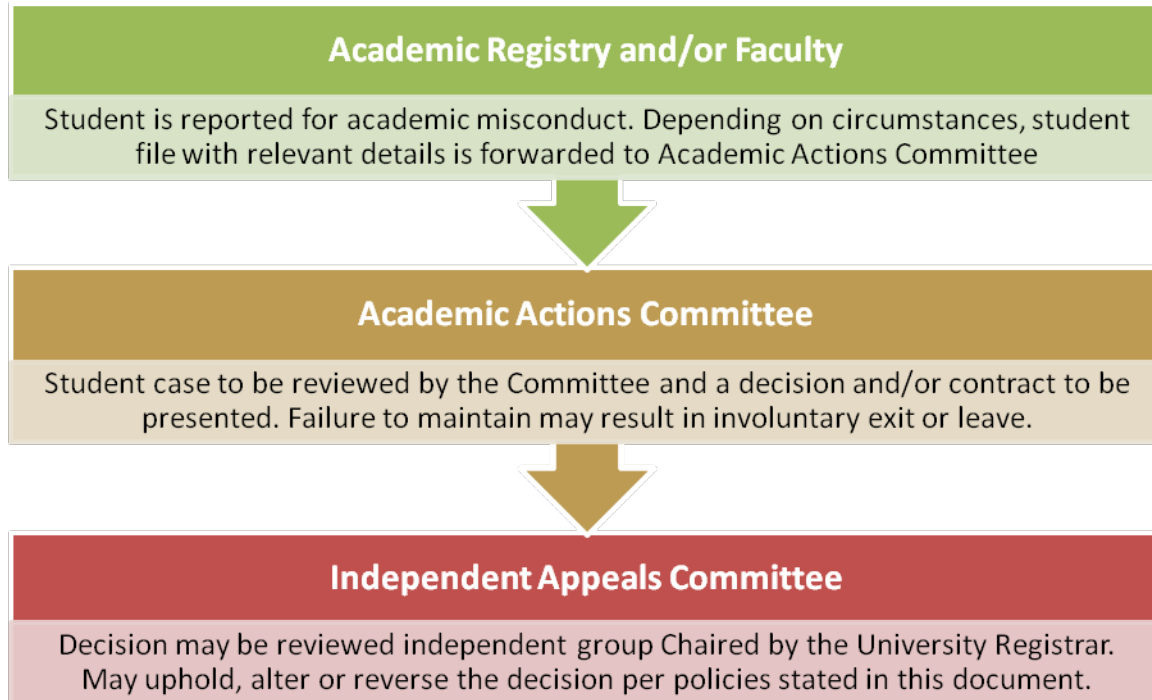 Academic Registry and/or Faculty
Student is reported for academic misconduct. Depending on circumstances, student
file with relevant details is forwarded to Academic Actions Committee
Academic Actions Committee
Student case to be reviewed by the Committee and a decision and/or contract to be
presented. Failure to maintain may result in involuntary exit or leave.
Independent Appeals Committee
Decision may be reviewed independent group Chaired by the University Registrar.
May uphold, alter or reverse the decision per policies stated in this document.